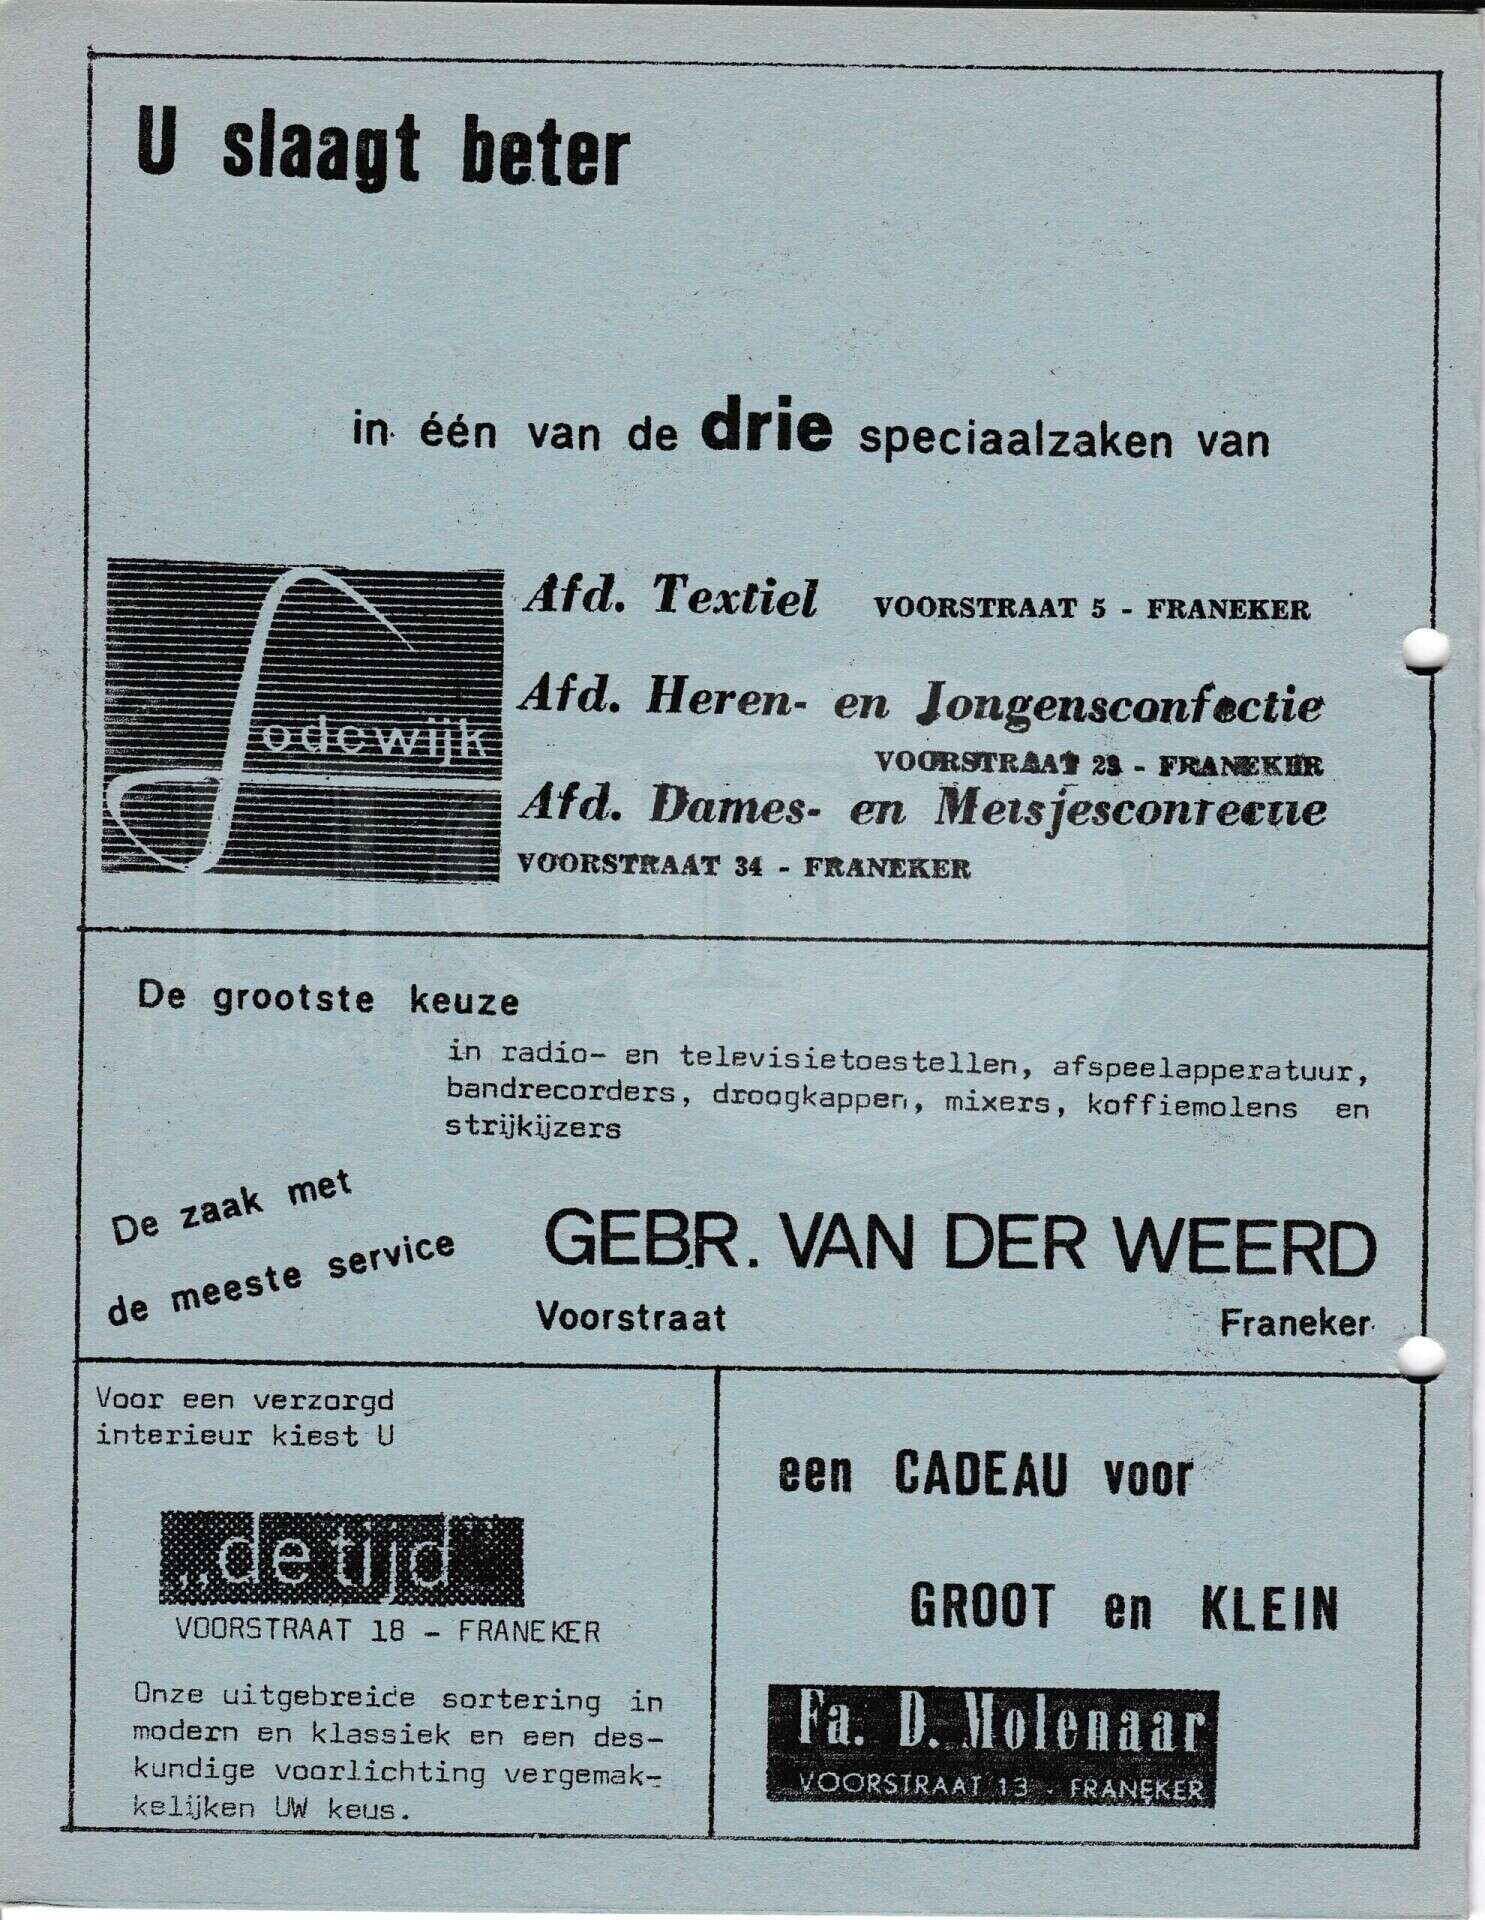 U slaagt beter
in één van de drie speciaalzaken van
Lodewijk
Afd. Textiel VOORSTRAAT 5 - FRANEKER
Afd. Heren- en Jongensconfectie
VOORSTRAAT 23 - FRANEKER
Afd. Dames- en Meisjesconfectie
VOORSTRAAT 34 - FRANEKER
De grootste keuze
in radio- en televisietoestellen, afspeelapperatuur,
bandrecorders, droogkappen, mixers, koffiemolens en
strijkijzers
De zaak met
de meeste service
GEBR. VAN DER WEERD
Voorstraat Franeker
Voor een verzorgd
interieur kiest U
„de tijd"
VOORSTRAAT 18 - FRANEKER
Onze uitgebreide sortering in
modern en klassiek en een des-
kundige voorlichting vergemak-
kelijken UW keus.
een CADEAU voor
GROOT en KLEIN
Fa. D. Molenaar
VOORSTRAAT 13 - FRANEKER